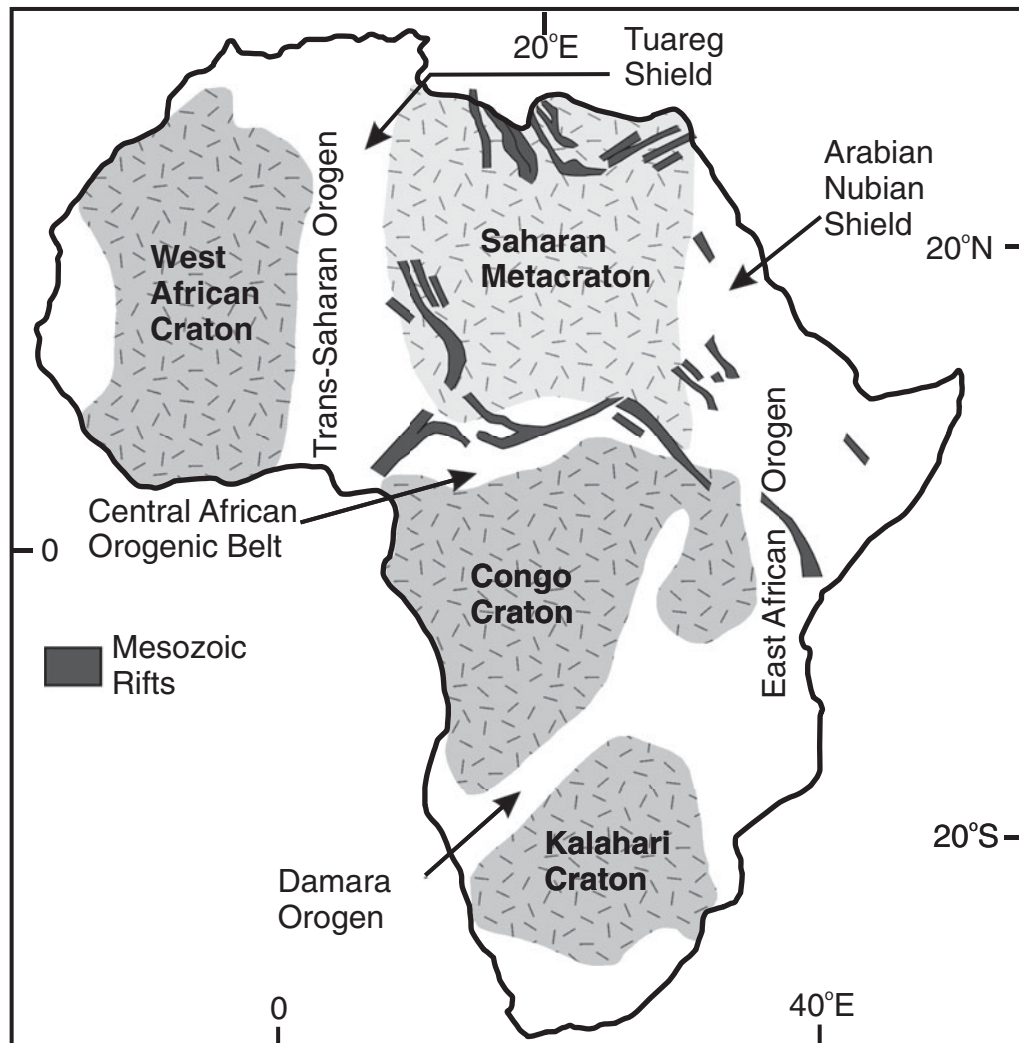 20°E
Tuareg
Shield
Arabian
Nubian
Shield
20°N
Trans-Saharan Orogen
West
African
Craton
Saharan
Metacraton
Central African
Orogenic Belt
East African Orogen
0
Congo
Craton
Mesozoic
Rifts
Kalahari
Craton
20°S
Damara
Orogen
0
40°E